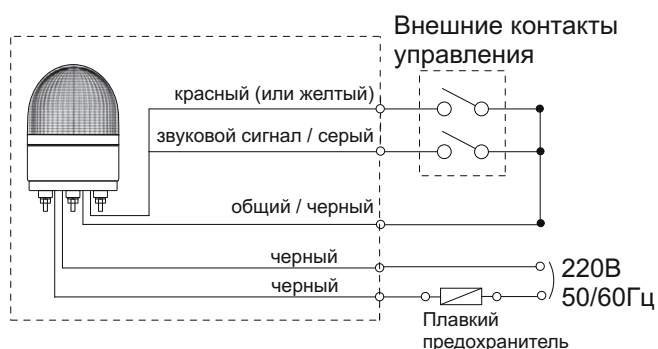 Внешние контакты
управления
красный (или желтый)
звуковой сигнал / серый
общий / черный
черный
черный
220В
50/60Гц
Плавкий
предохранитель